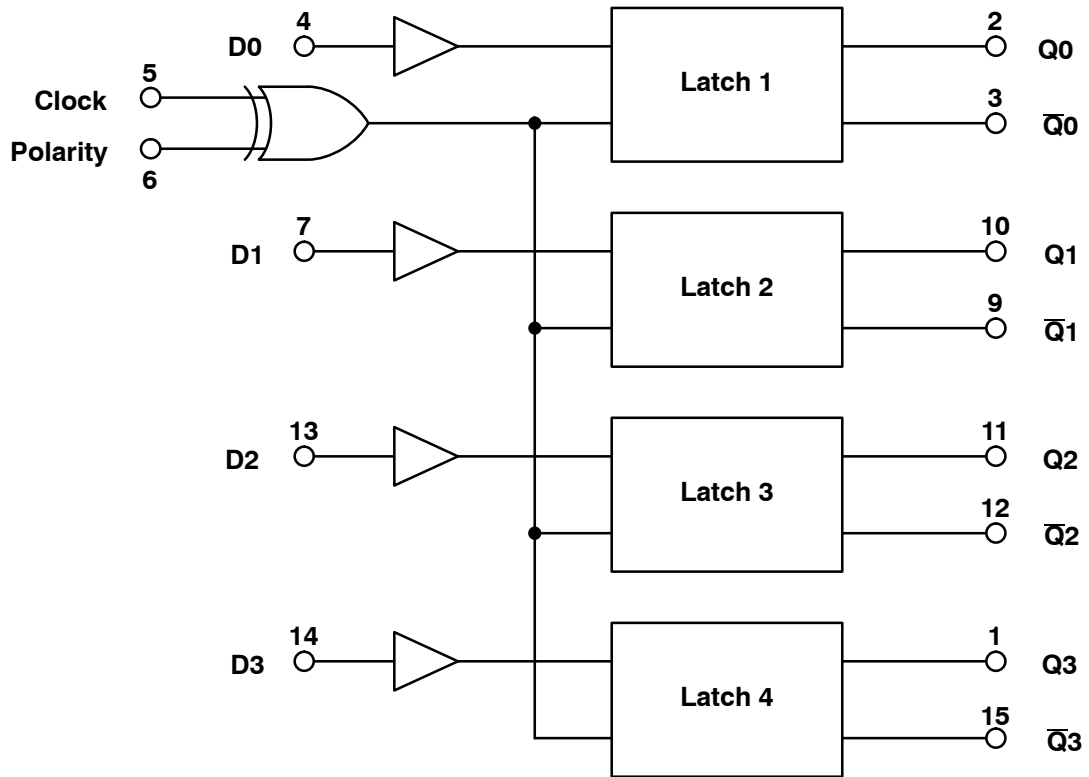 4
D0
2
Q0
5
Clock
Latch 1
3
Q̅0
Polarity
6
7
D1
10
Q1
Latch 2
9
Q̅1
13
D2
11
Q2
Latch 3
12
Q̅2
14
D3
1
Q3
Latch 4
15
Q̅3